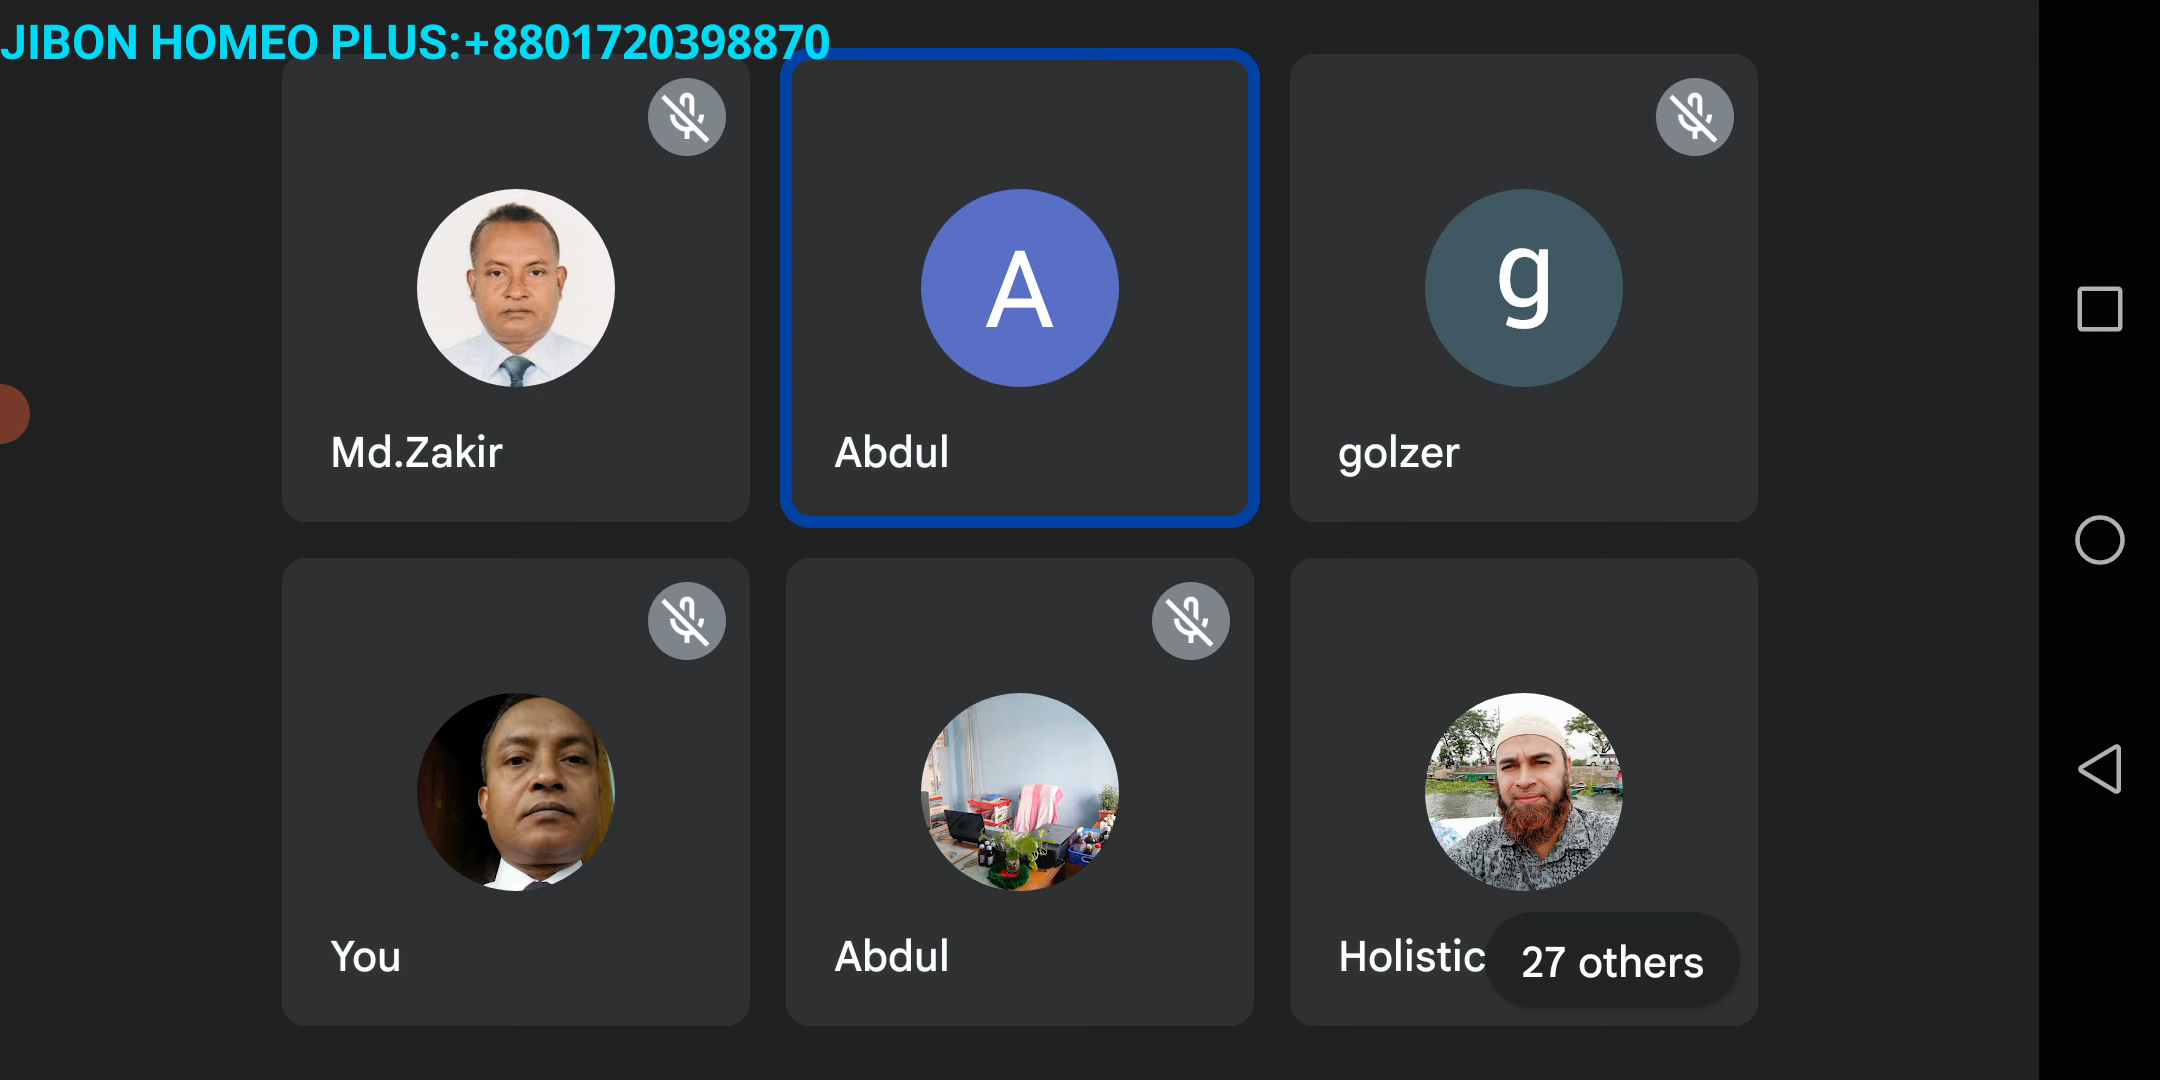 JIBON HOMEO PLUS:+8801720398870
Md.Zakir
A
Abdul
g
golzer
You
Abdul
Holistic
27 others